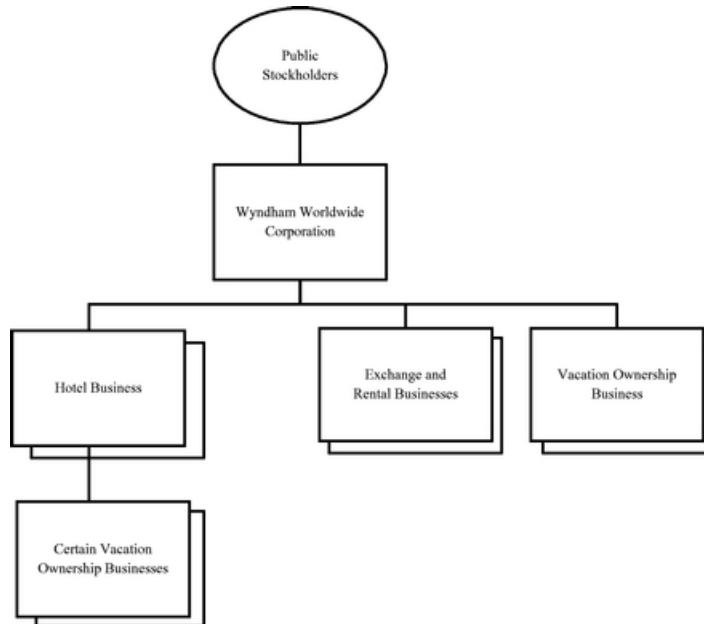 Public
Stockholders
Wyndham Worldwide
Corporation
Hotel Business
Exchange and
Rental Businesses
Vacation Ownership
Business
Certain Vacation
Ownership Businesses